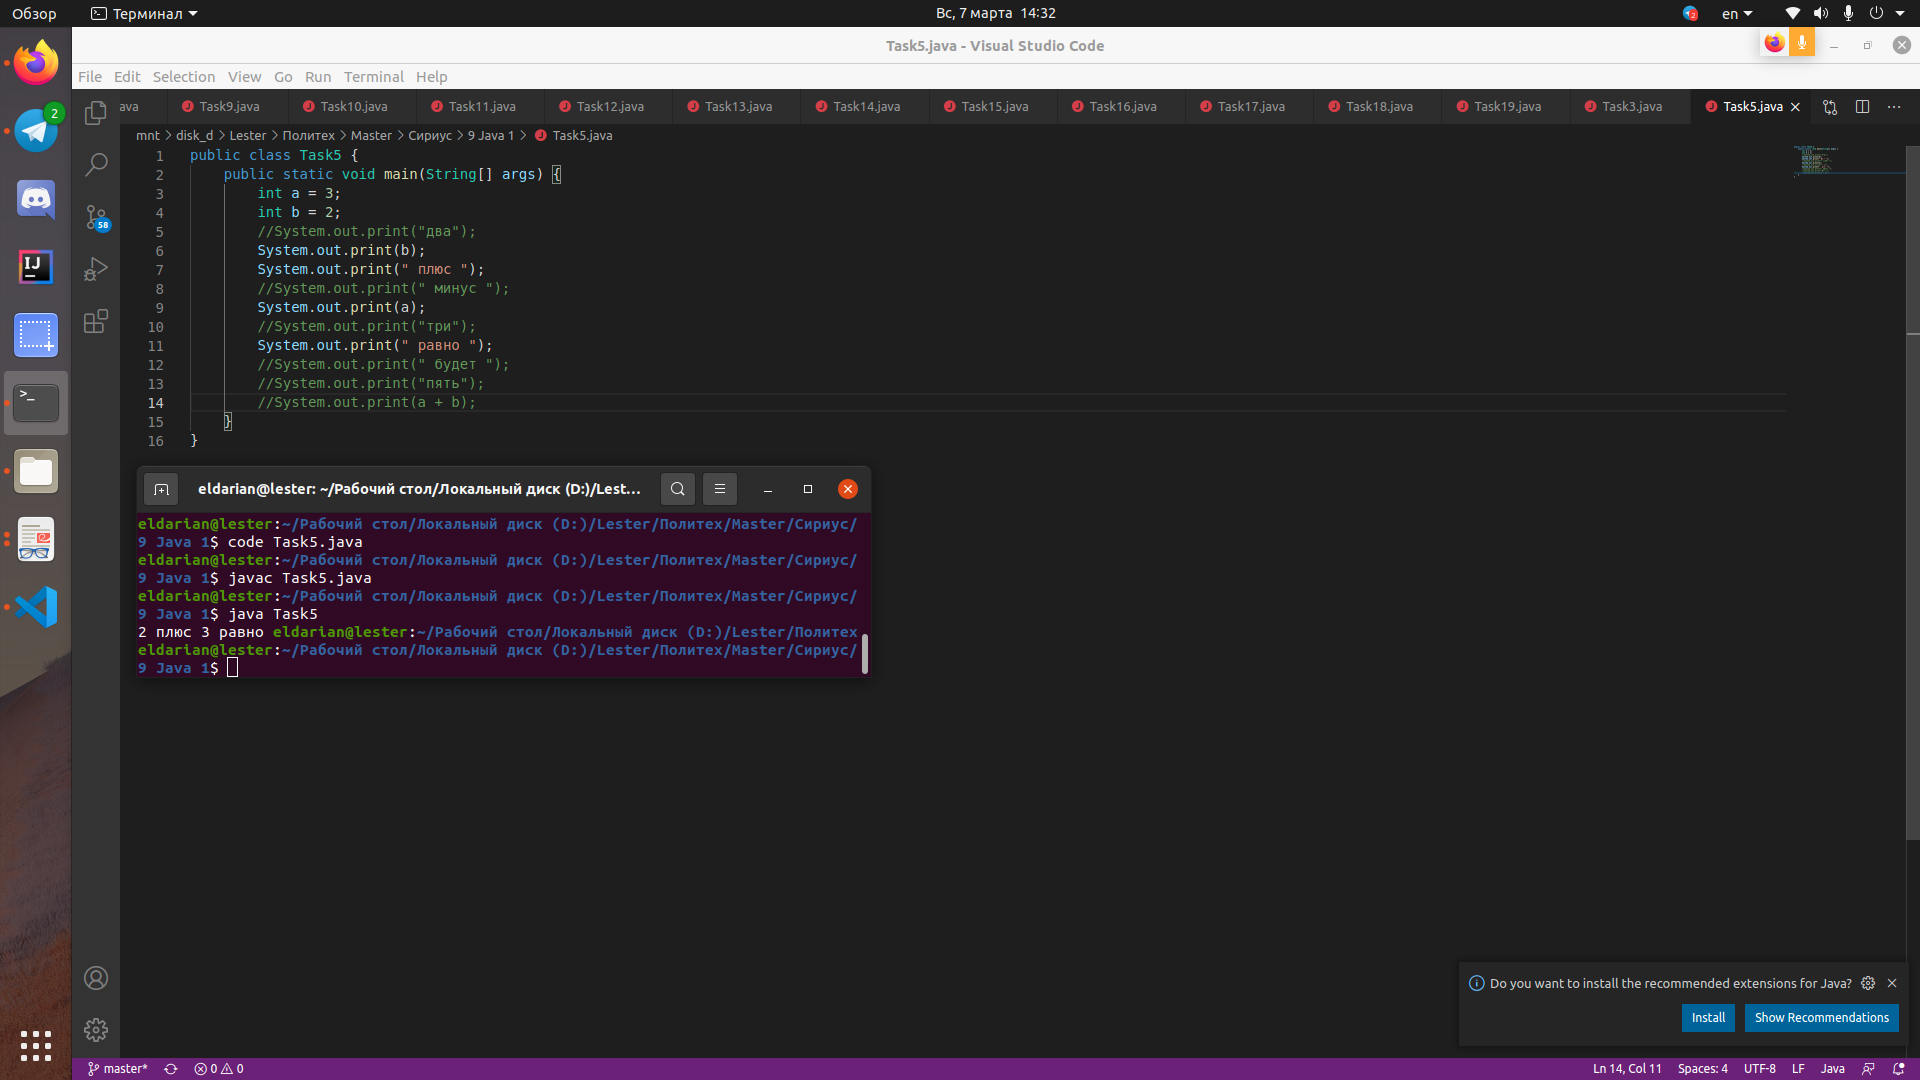 Обзор
Терминал
Вс, 7 марта 14:32
2
en
Task5.java - Visual Studio Code
File Edit Selection View Go Run Terminal Help
ava Task9.java Task10.java Task11.java Task12.java Task13.java Task14.java Task15.java Task16.java Task17.java Task18.java Task19.java Task3.java Task5.java
mnt > disk_d > Lester > Политех > Master > Сириус > 9 Java 1 > Task5.java
1 public class Task5 {
2 public static void main(String[] args) {
3 int a = 3;
4 int b = 2;
5 //System.out.print("два");
6 System.out.print(b);
7 System.out.print(" плюс ");
8 //System.out.print(" минус ");
9 System.out.print(a);
10 //System.out.print("три");
11 System.out.print(" равно ");
12 //System.out.print(" будет ");
13 //System.out.print("пять");
14 //System.out.print(a + b);
15 }
16 }
2
IJ
58
>_
eldarian@lester: ~/Рабочий стол/Локальный диск (D:)/Lest...
eldarian@lester:~/Рабочий стол/Локальный диск (D:)/Lester/Политех/Master/Сириус/
9 Java 1$ code Task5.java
eldarian@lester:~/Рабочий стол/Локальный диск (D:)/Lester/Политех/Master/Сириус/
9 Java 1$ javac Task5.java
eldarian@lester:~/Рабочий стол/Локальный диск (D:)/Lester/Политех/Master/Сириус/
9 Java 1$ java Task5
2 плюс 3 равно eldarian@lester:~/Рабочий стол/Локальный диск (D:)/Lester/Политех
eldarian@lester:~/Рабочий стол/Локальный диск (D:)/Lester/Политех/Master/Сириус/
9 Java 1$
Do you want to install the recommended extensions for Java?
Install Show Recommendations
master* 0 0
Ln 14, Col 11 Spaces: 4 UTF-8 LF Java